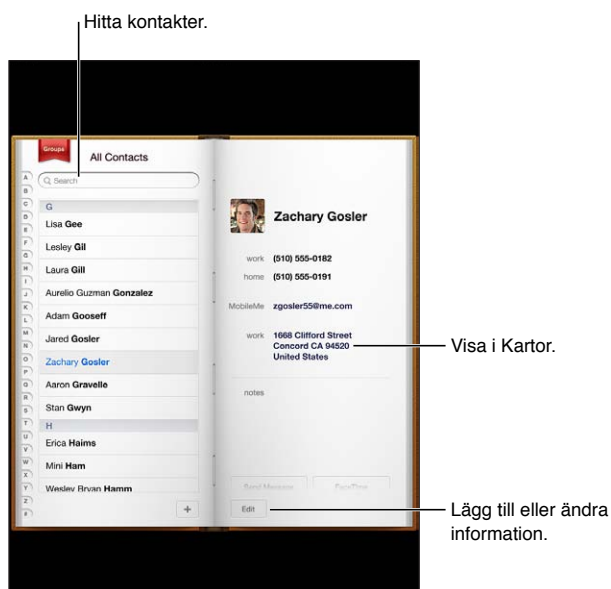 Hitta kontakter.
Groups
All Contacts
Search
A
B
C
D
E
F
G
H
I
J
K
L
M
N
O
P
Q
R
S
T
U
V
W
X
Y
Z
#
G
Lisa Gee
Lesley Gil
Laura Gill
Aurelio Guzman Gonzalez
Adam Gooseff
Jared Gosler
Zachary Gosler
Aaron Gravelle
Stan Gwyn
H
Erica Haims
Mini Ham
Wesley Bryan Hamm
+
Zachary Gosler
work (510) 555-0182
home (510) 555-0191
MobileMe zgosler55@me.com
work 1668 Clifford Street
Concord CA 94520
United States
notes
Send Message FaceTime
Edit
Visa i Kartor.
Lägg till eller ändra
information.